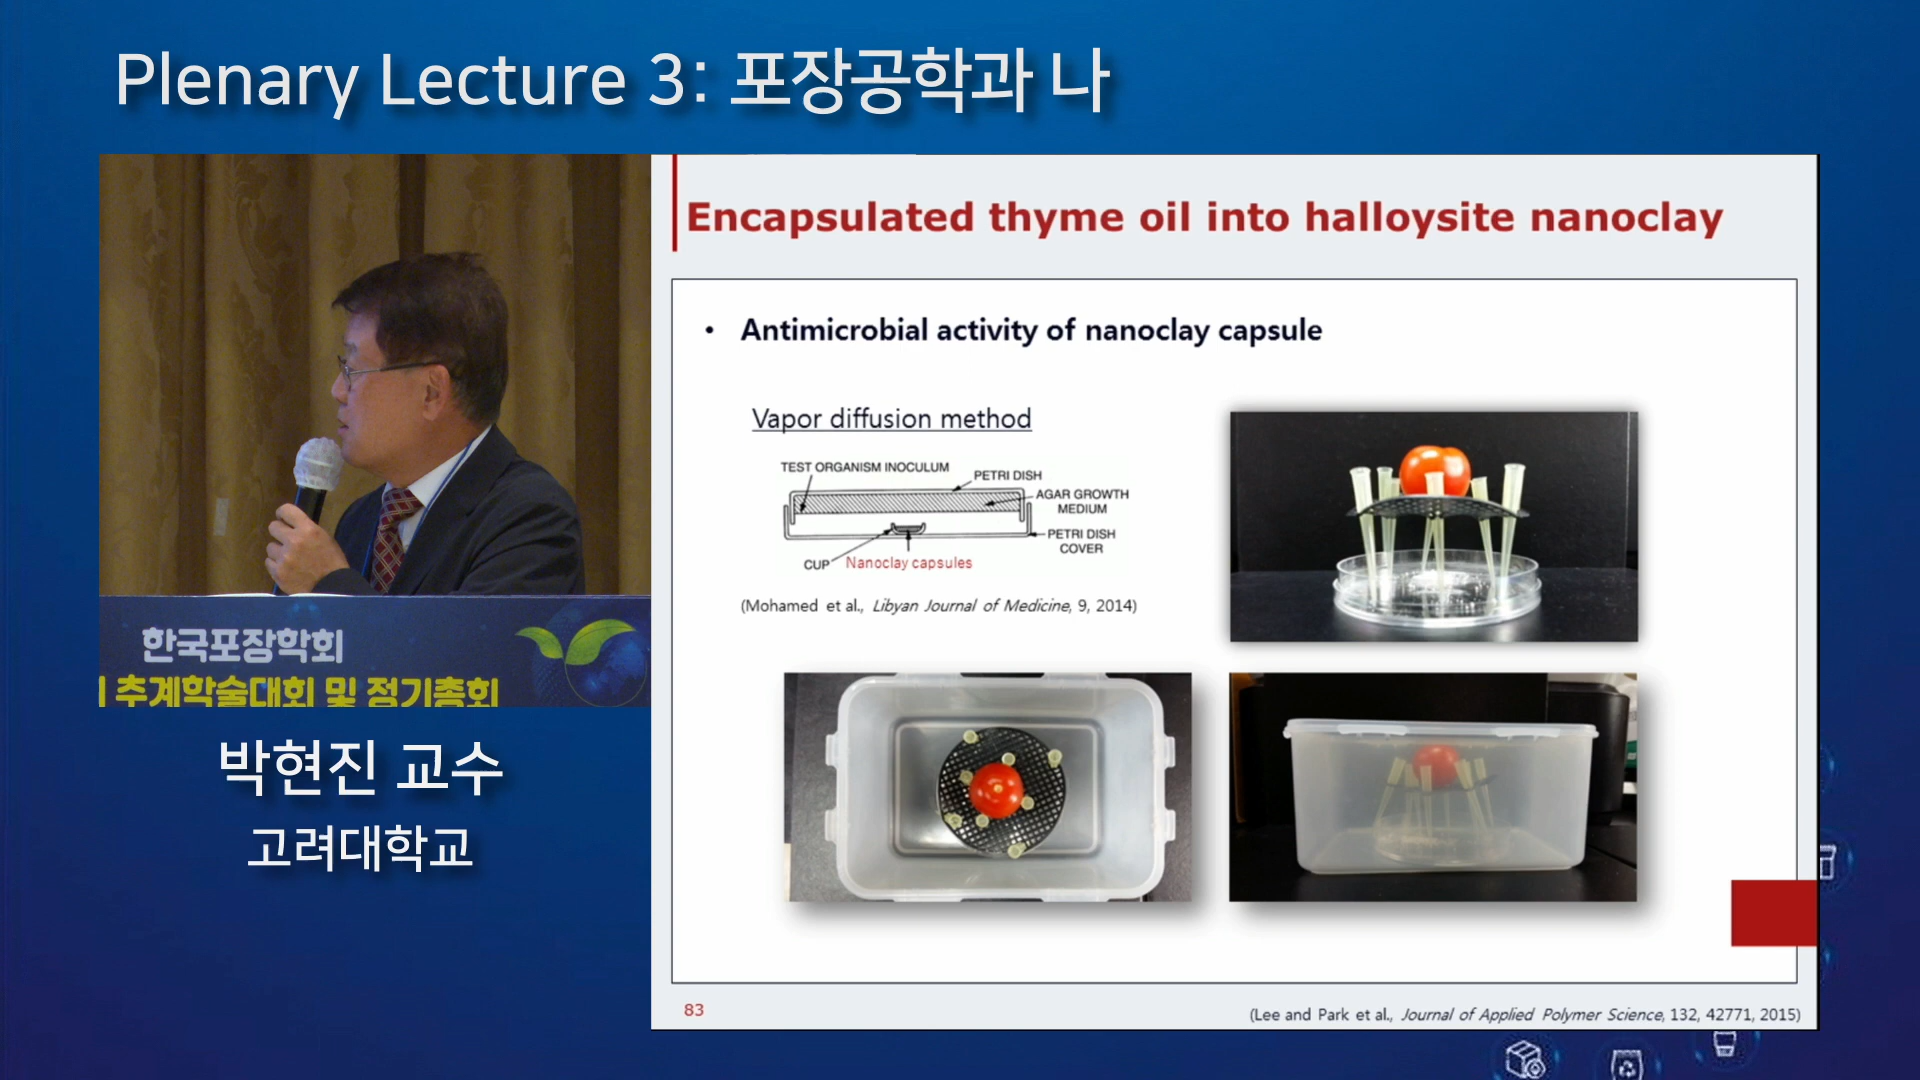 Plenary Lecture 3: 포장공학과 나
Encapsulated thyme oil into halloysite nanoclay
• Antimicrobial activity of nanoclay capsule
Vapor diffusion method
TEST ORGANISM INOCULUM
PETRI DISH
AGAR GROWTH
MEDIUM
PETRI DISH
COVER
CUP
Nanoclay capsules
(Mohamed et al., Libyan Journal of Medicine, 9, 2014)
한국포장학회
추계학술대회 및 정기총회
박현진 교수
고려대학교
83
(Lee and Park et al., Journal of Applied Polymer Science, 132, 42771, 2015)